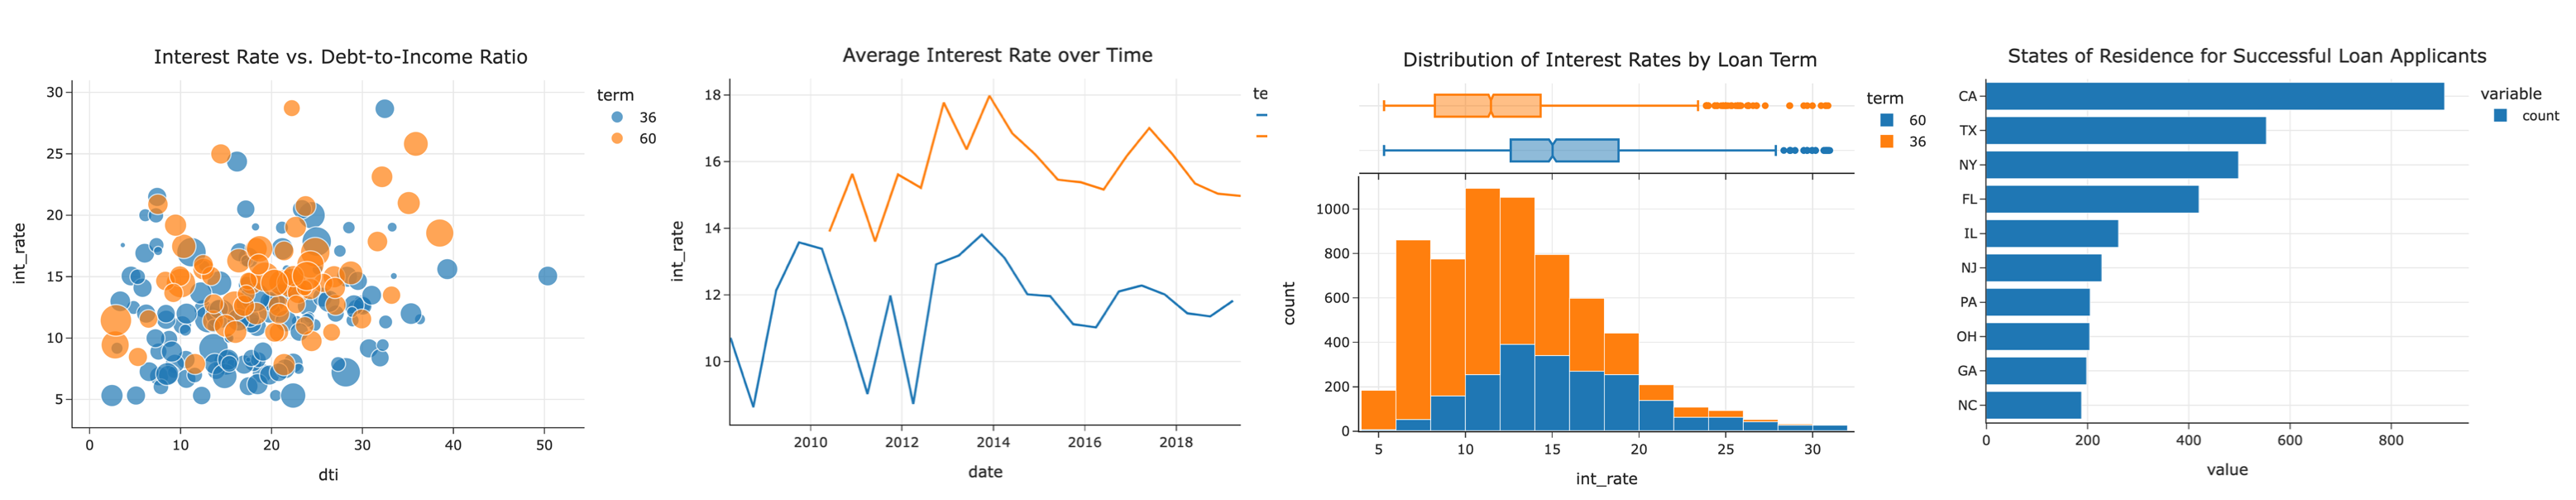 Interest Rate vs. Debt-to-Income Ratio
30
25
20
15
10
5
int_rate
0 10 20 30 40 50
dti
term
36
60
Average Interest Rate over Time
18
16
14
12
10
int_rate
2010 2012 2014 2016 2018
date
te
Distribution of Interest Rates by Loan Term
1000
800
600
400
200
0
count
5 10 15 20 25 30
int_rate
term
60
36
States of Residence for Successful Loan Applicants
CA
TX
NY
FL
IL
NJ
PA
OH
GA
NC
0 200 400 600 800
value
variable
count